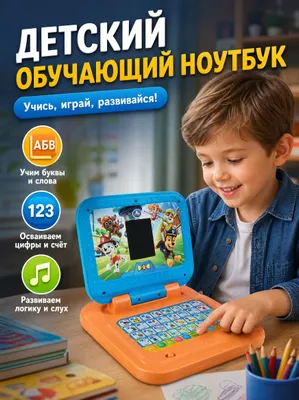 ДЕТСКИЙ
ОБУЧАЮЩИЙ НОУТБУК
Учись, играй, развивайся!
АБВ
Учим буквы
и слова
123
Осваиваем
цифры и счёт
Развиваем
логику и слух